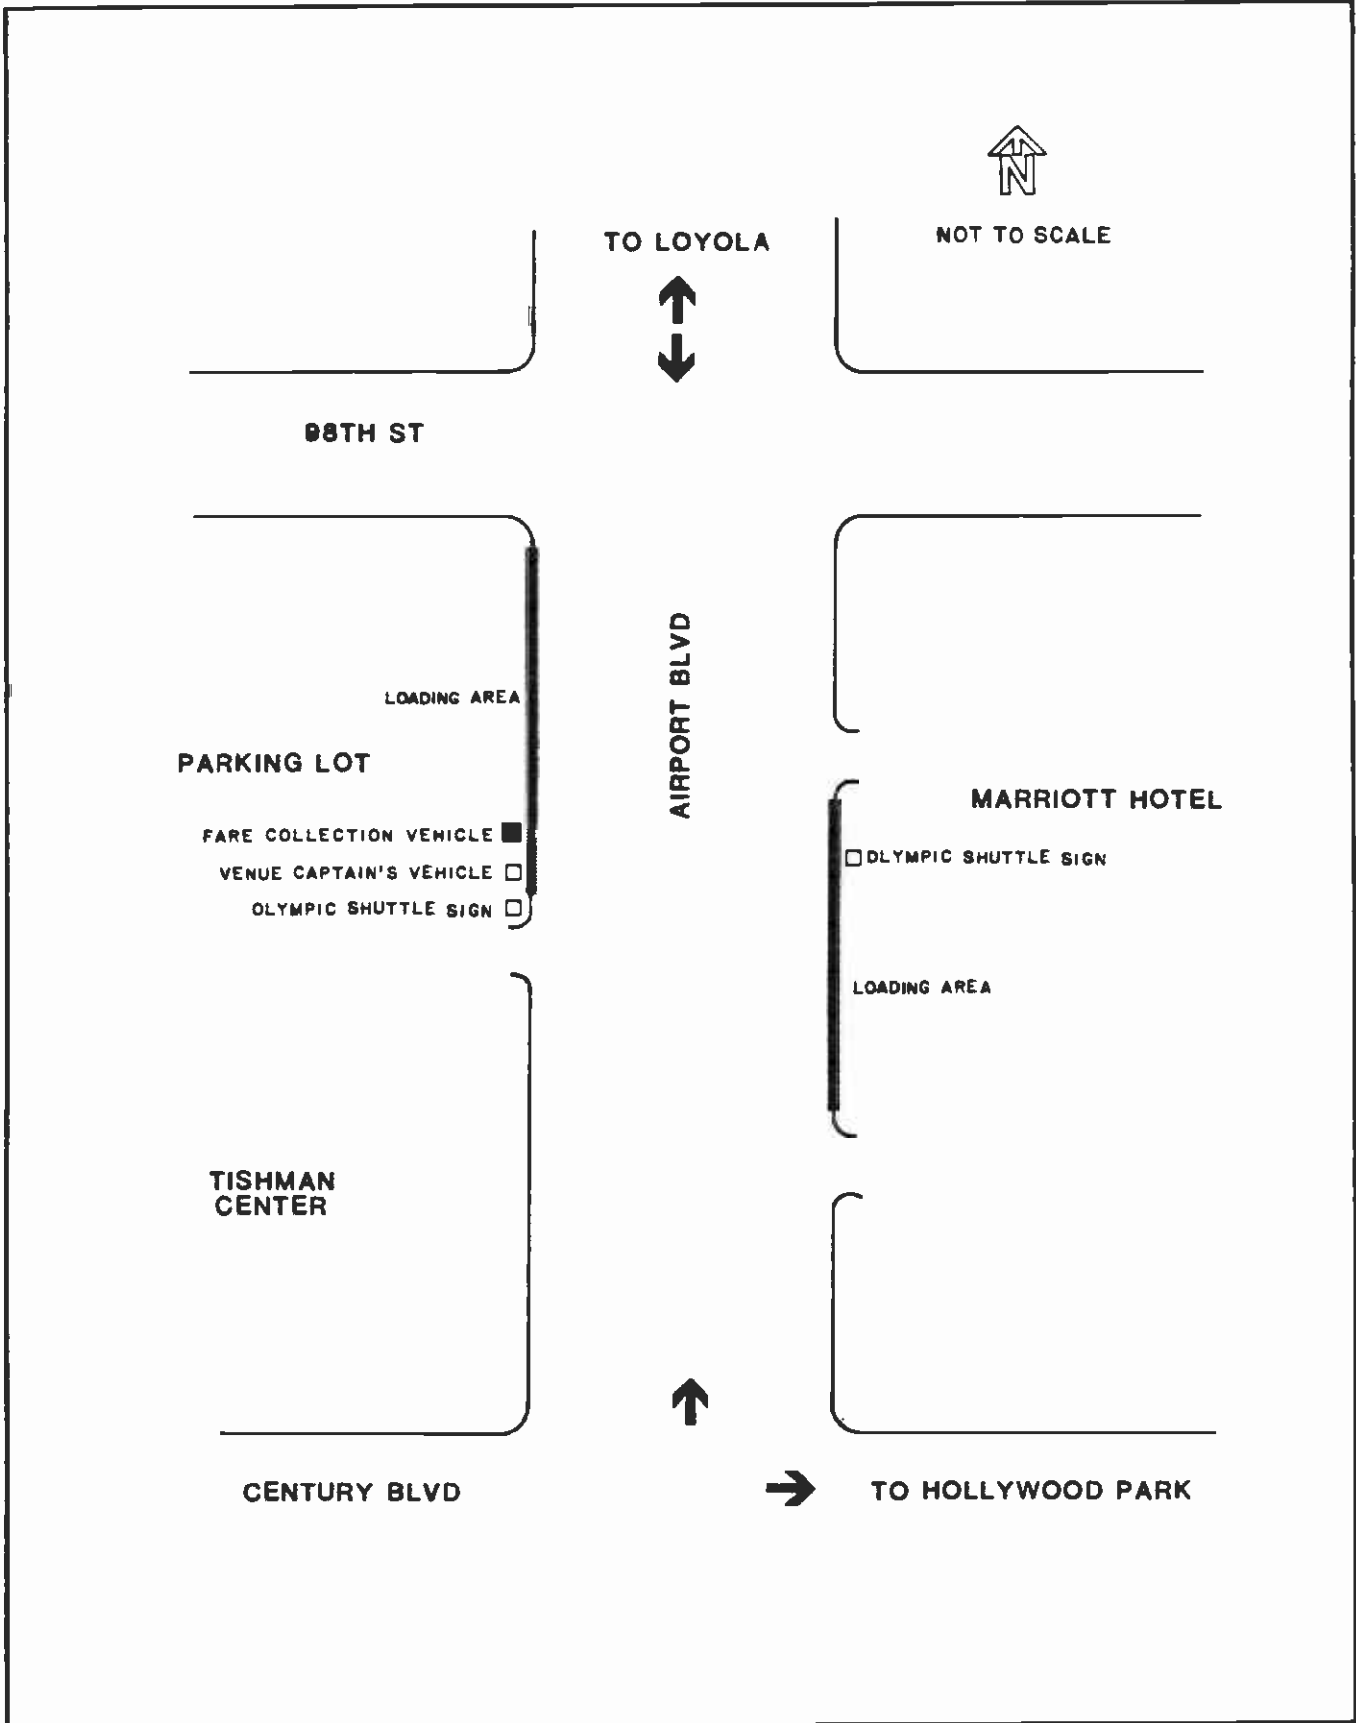 N
TO LOYOLA
NOT TO SCALE
98TH ST
AIRPORT BLVD
LOADING AREA
PARKING LOT
MARRIOTT HOTEL
FARE COLLECTION VEHICLE
OLYMPIC SHUTTLE SIGN
VENUE CAPTAIN'S VEHICLE
OLYMPIC SHUTTLE SIGN
LOADING AREA
TISHMAN
CENTER
CENTURY BLVD
TO HOLLYWOOD PARK